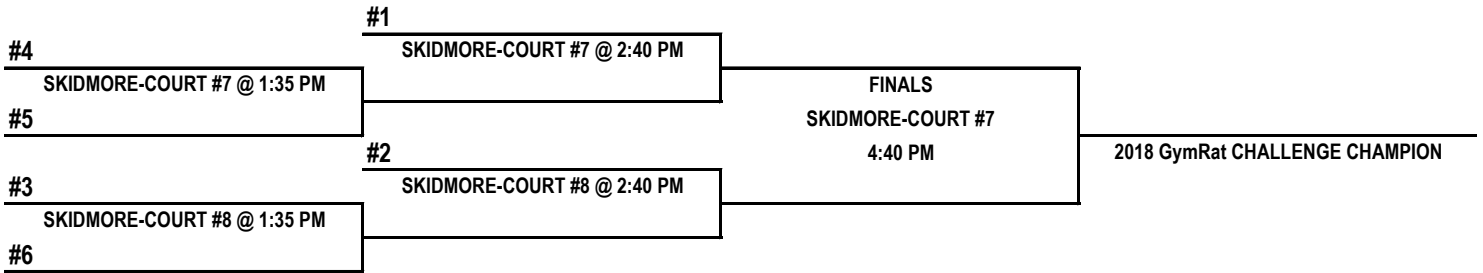 #1
#4
SKIDMORE-COURT #7 @ 2:40 PM
SKIDMORE-COURT #7 @ 1:35 PM
FINALS
#5
SKIDMORE-COURT #7
#2
4:40 PM
2018 GymRat CHALLENGE CHAMPION
#3
SKIDMORE-COURT #8 @ 2:40 PM
SKIDMORE-COURT #8 @ 1:35 PM
#6